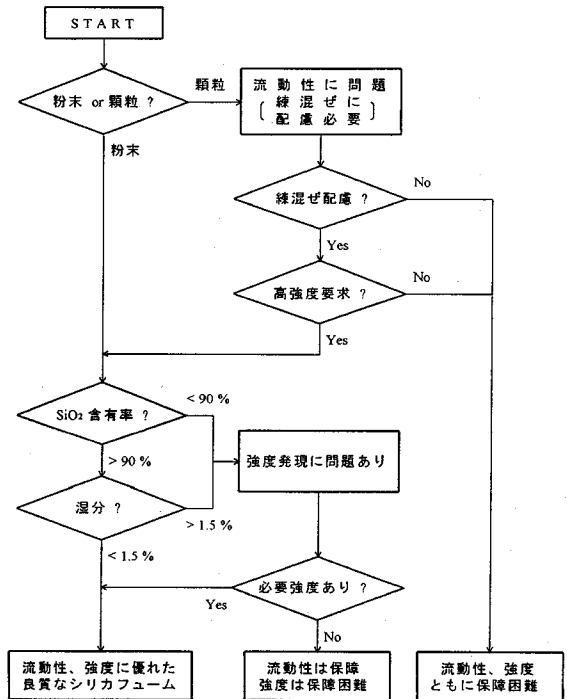 START
粉末 or 顆粒 ?
顆粒
流動性に問題
練混ぜに
配慮必要
粉末
練混ぜ配慮 ?
No
Yes
高強度要求 ?
No
Yes
SiO₂ 含有率 ?
< 90 %
> 90 %
強度発現に問題あり
湿分 ?
> 1.5 %
< 1.5 %
必要強度あり ?
Yes
No
流動性、強度に優れた
良質なシリカフューム
流動性は保障
強度は保障困難
流動性、強度
ともに保障困難